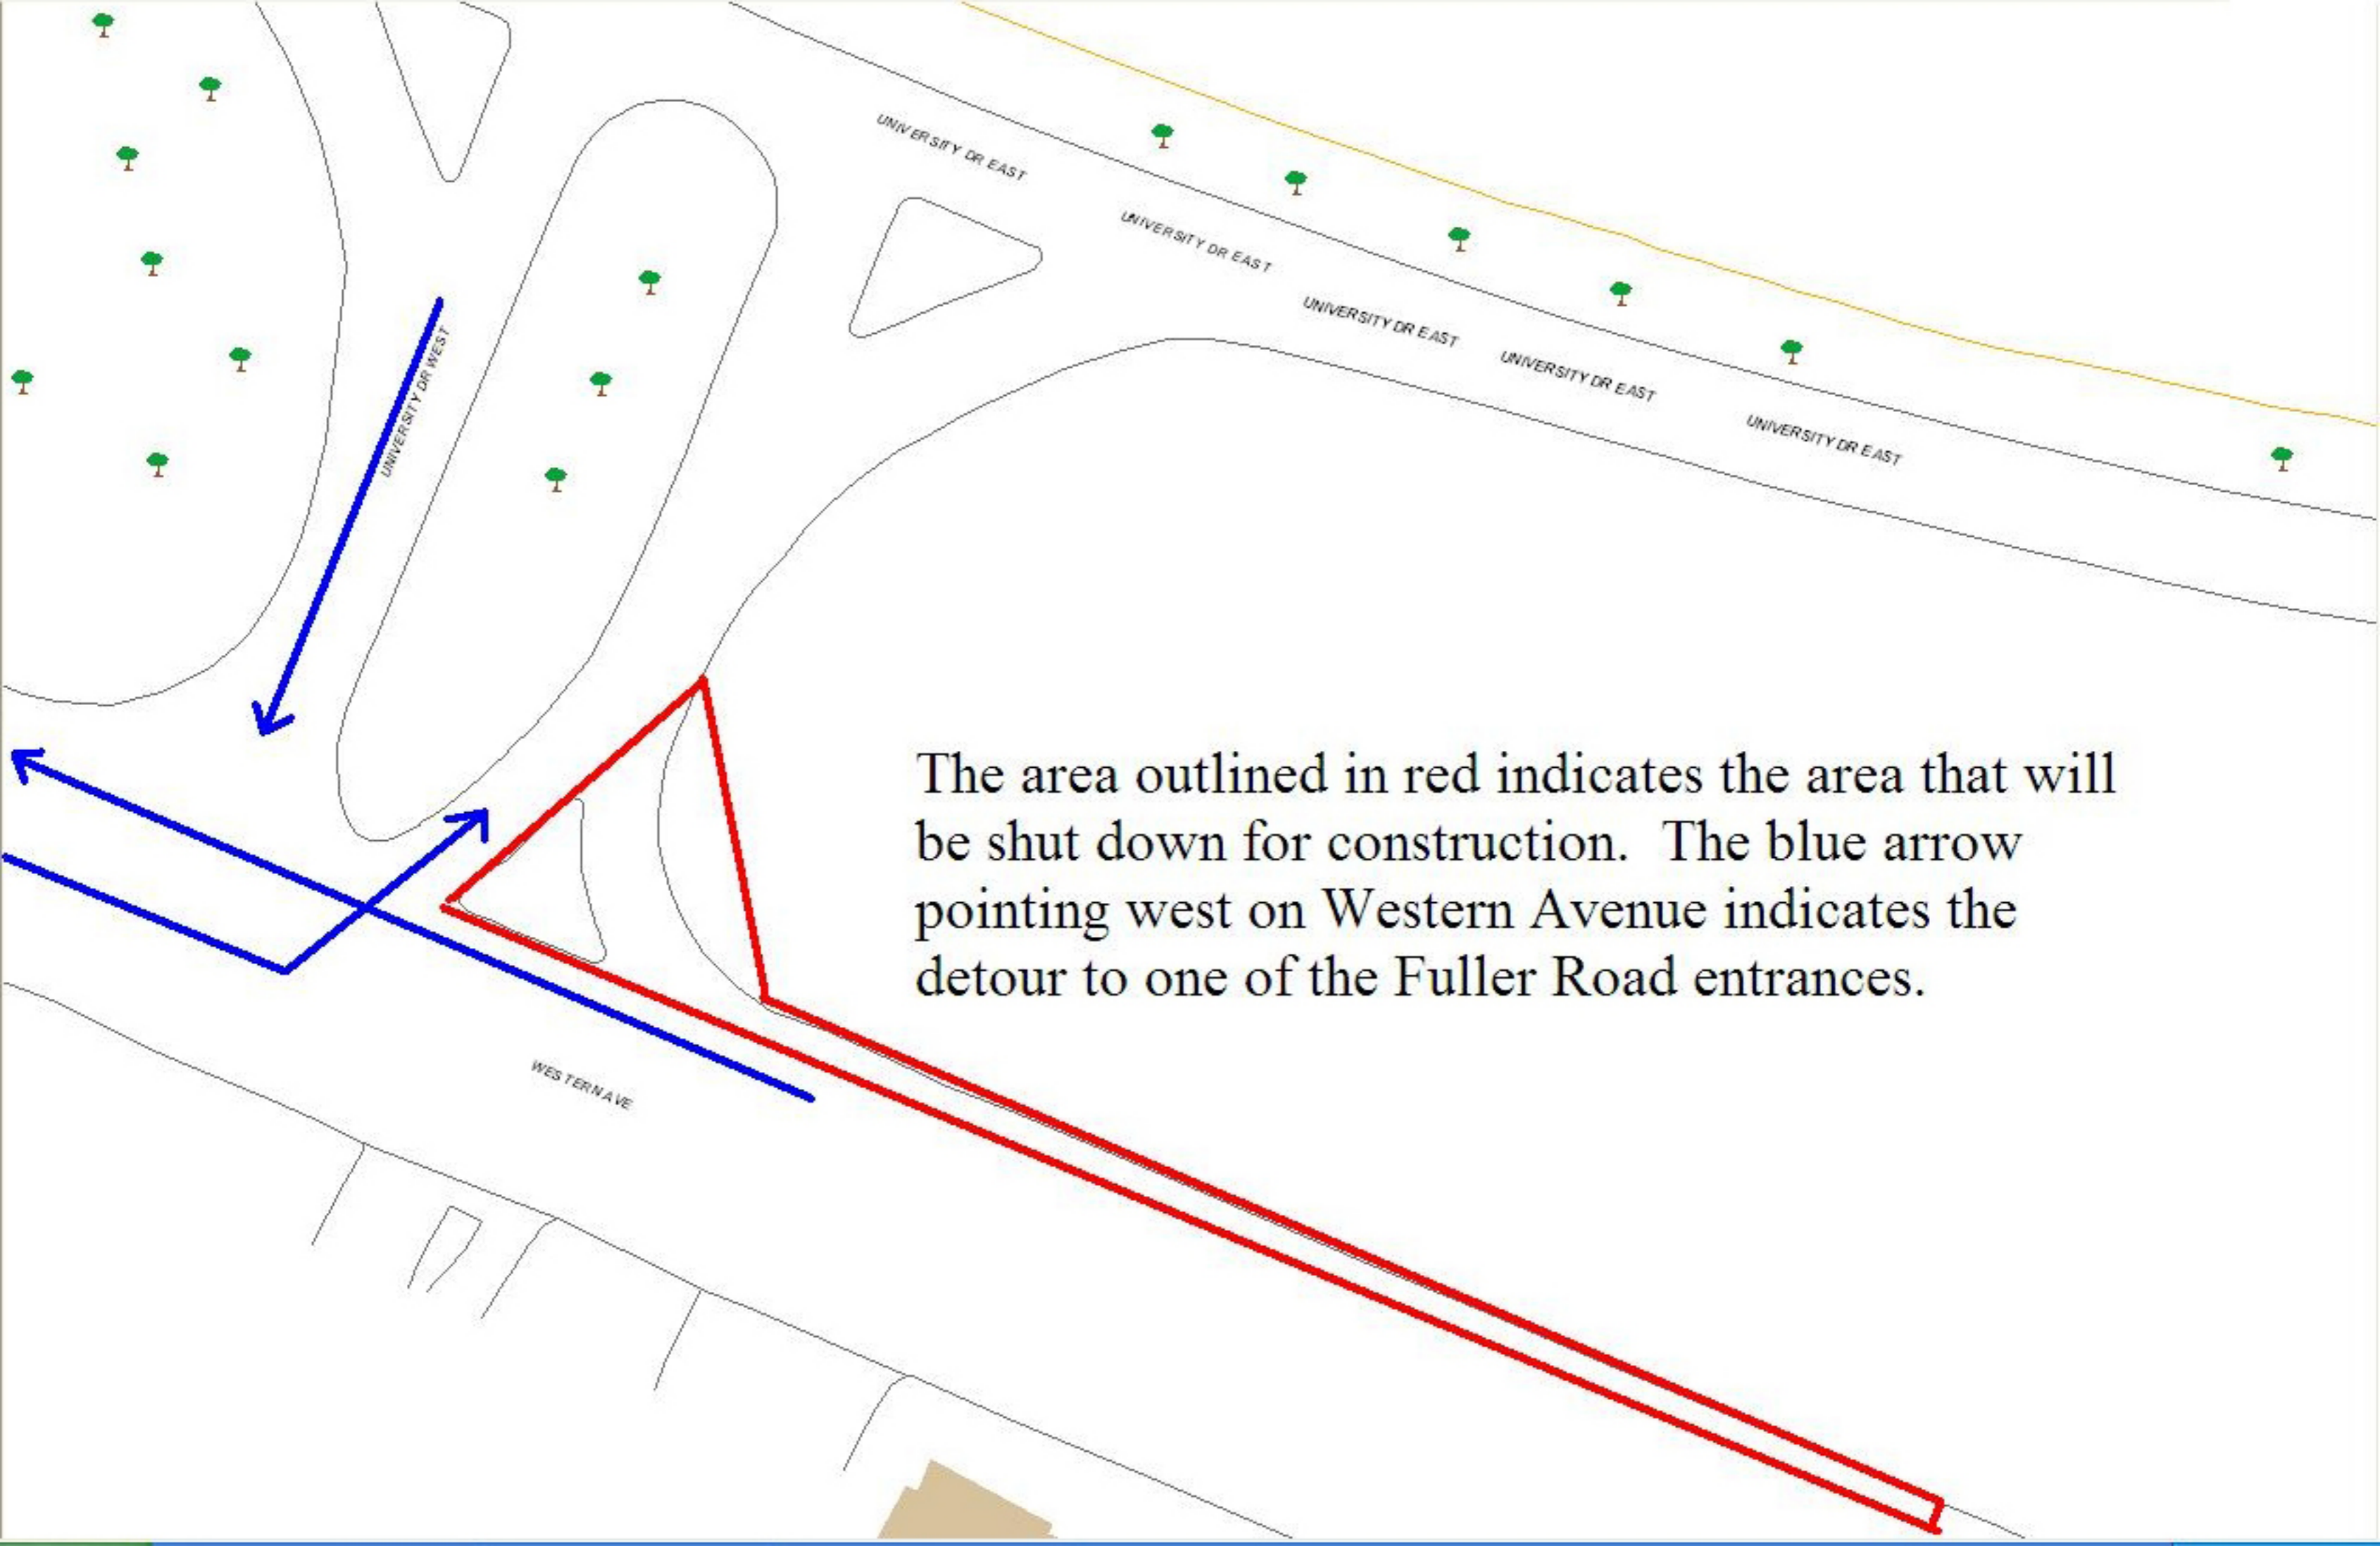 UNIVERSITY DR EAST
UNIVERSITY DR EAST
UNIVERSITY DR EAST
UNIVERSITY DR EAST
UNIVERSITY DR EAST
UNIVERSITY DR WEST
The area outlined in red indicates the area that will
be shut down for construction.  The blue arrow
pointing west on Western Avenue indicates the
detour to one of the Fuller Road entrances.
WESTERN AVE